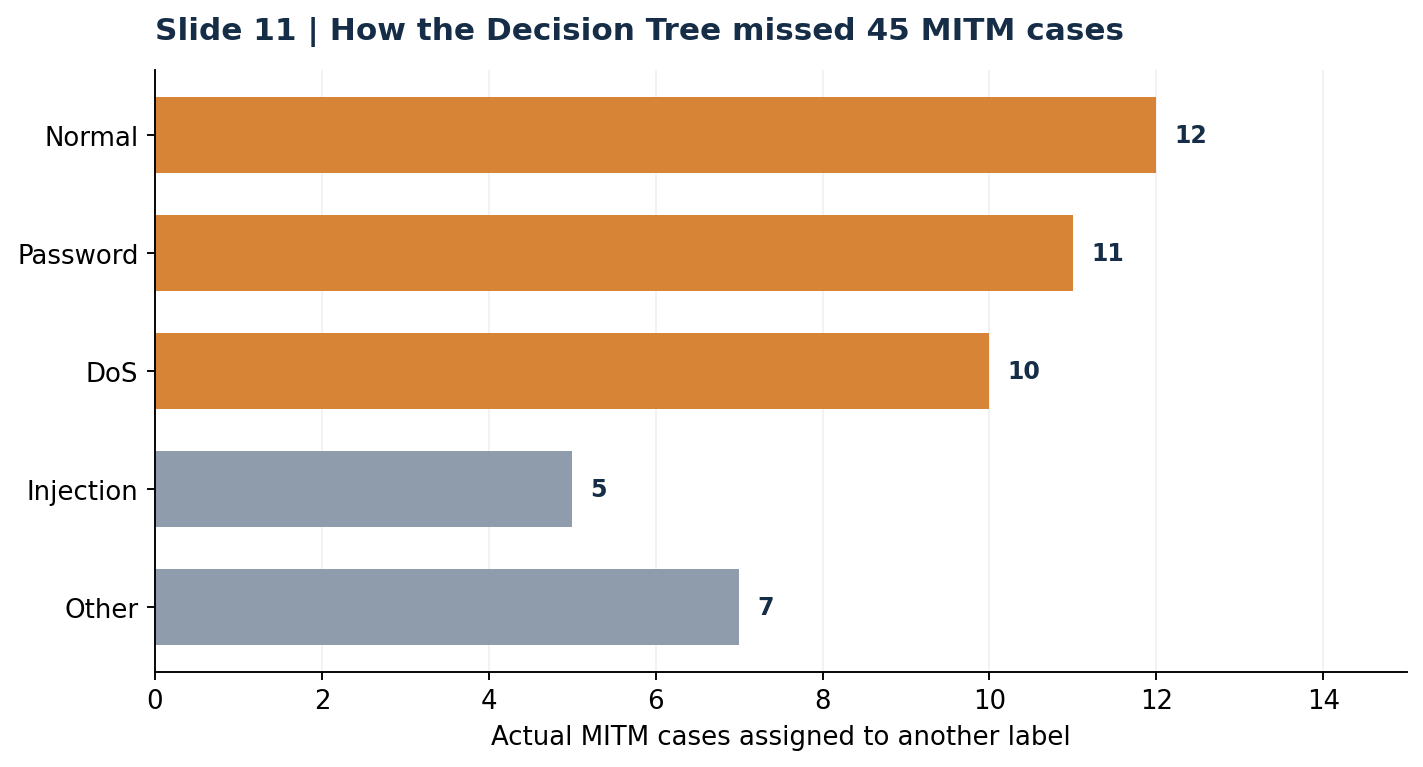 Slide 11 | How the Decision Tree missed 45 MITM cases
Normal 12
Password 11
DoS 10
Injection 5
Other 7
0 2 4 6 8 10 12 14
Actual MITM cases assigned to another label